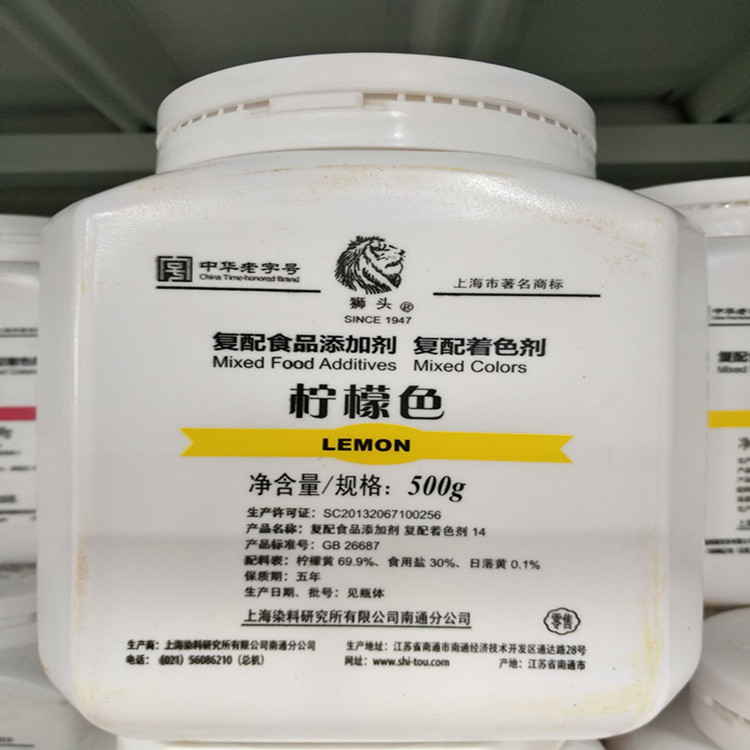 中华老字号
China Time-honored Brand
狮头®
SINCE 1947
上海市著名商标
复配食品添加剂 复配着色剂
Mixed Food Additives Mixed Colors
柠檬色
LEMON
净含量/规格：500g
生产许可证：SC20132067100256
产品名称：复配食品添加剂 复配着色剂 14
产品标准号：GB 26687
配料表：柠檬黄 69.9%、食用盐 30%、日落黄 0.1%
保质期：五年
生产日期、批号：见瓶体
上海染料研究所有限公司南通分公司
零售
生产商：上海染料研究所有限公司南通分公司
生产地址：江苏省南通市南通经济技术开发区通达路28号
电话：（021）56086210（总机）
网址：www.shi-tou.com
产地：江苏省南通市